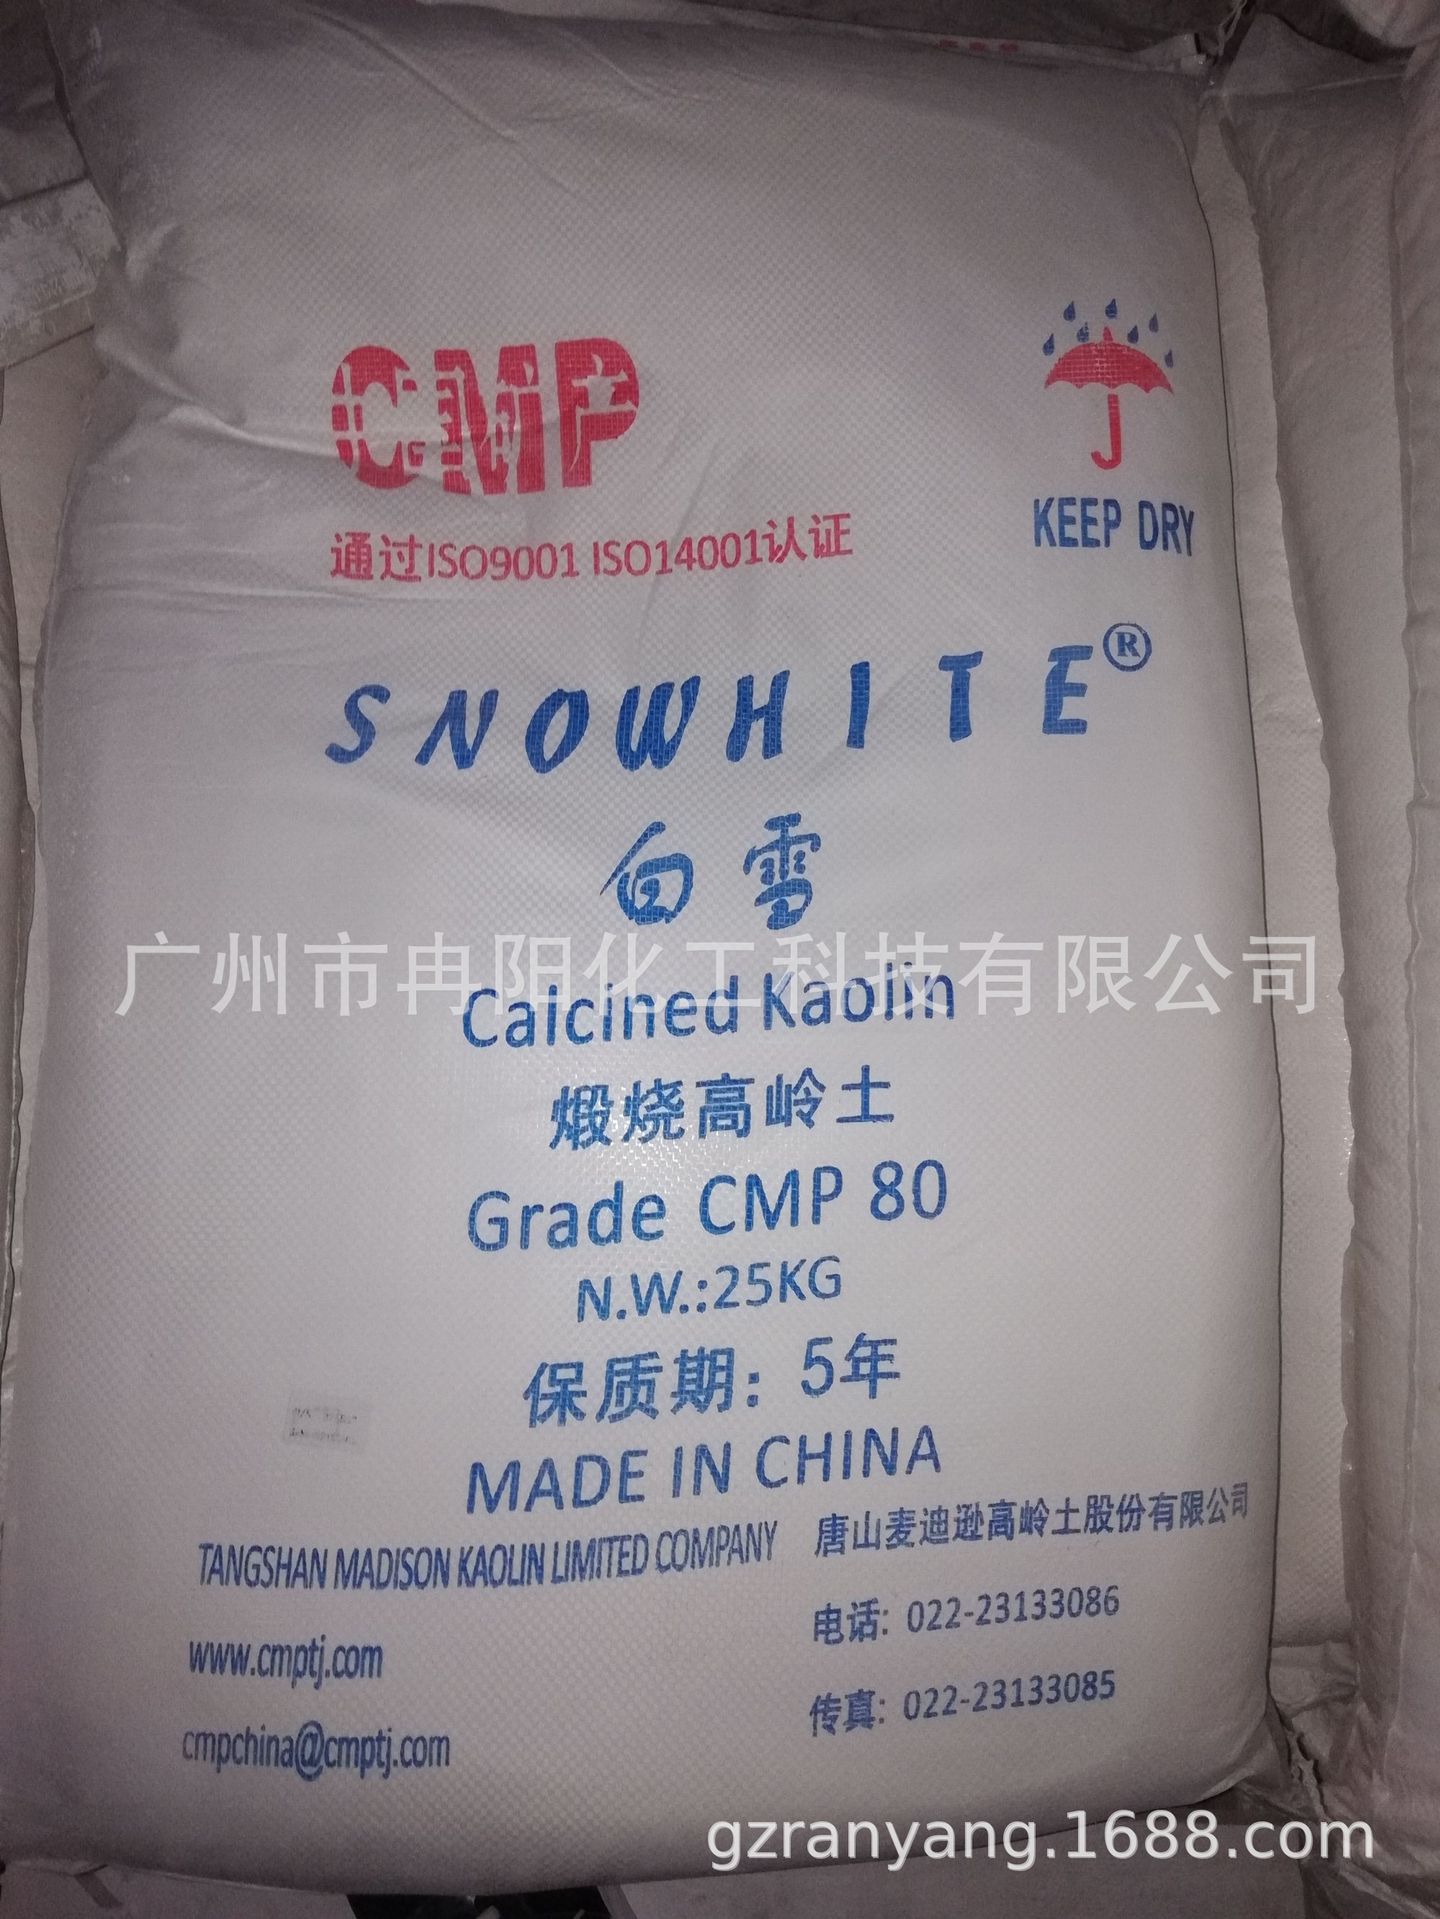 CMP
通过ISO9001 ISO14001认证
KEEP DRY
SNOWHITE®
白雪
广州市冉阳化工科技有限公司
Calcined Kaolin
煅烧高岭土
Grade CMP 80
N.W.:25KG
保质期: 5年
MADE IN CHINA
TANGSHAN MADISON KAOLIN LIMITED COMPANY
唐山麦迪逊高岭土股份有限公司
www.cmptj.com
电话: 022-23133086
cmpchina@cmptj.com
传真: 022-23133085
gzranyang.1688.com